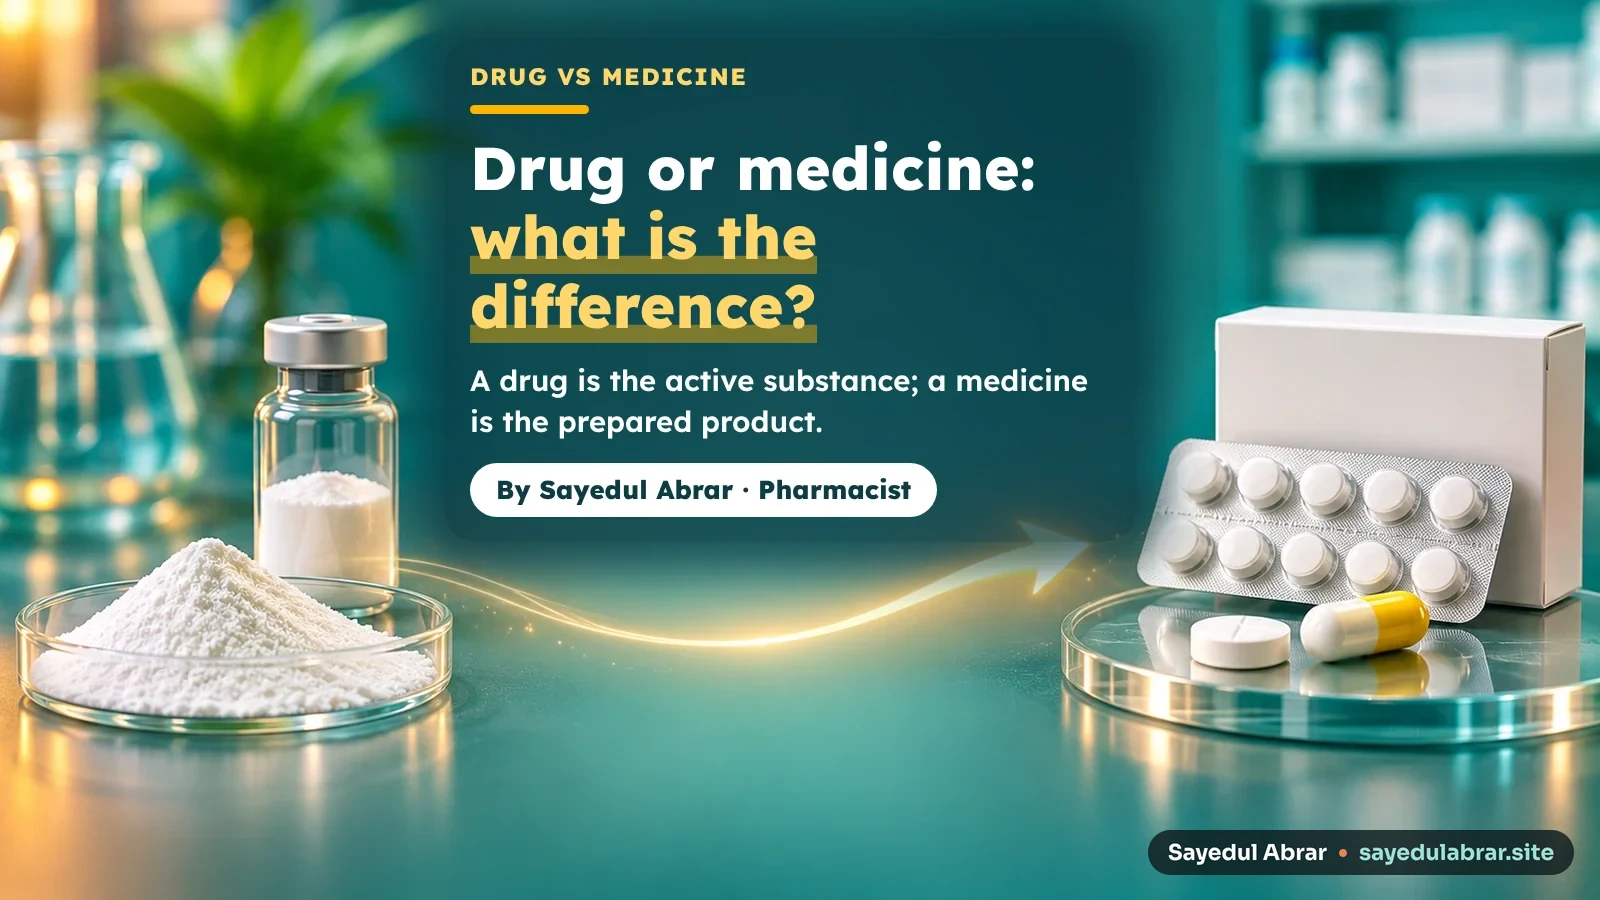 DRUG VS MEDICINE
Drug or medicine:
what is the
difference?
A drug is the active substance; a medicine
is the prepared product.
By Sayedul Abrar · Pharmacist
Sayedul Abrar • sayedulabrar.site